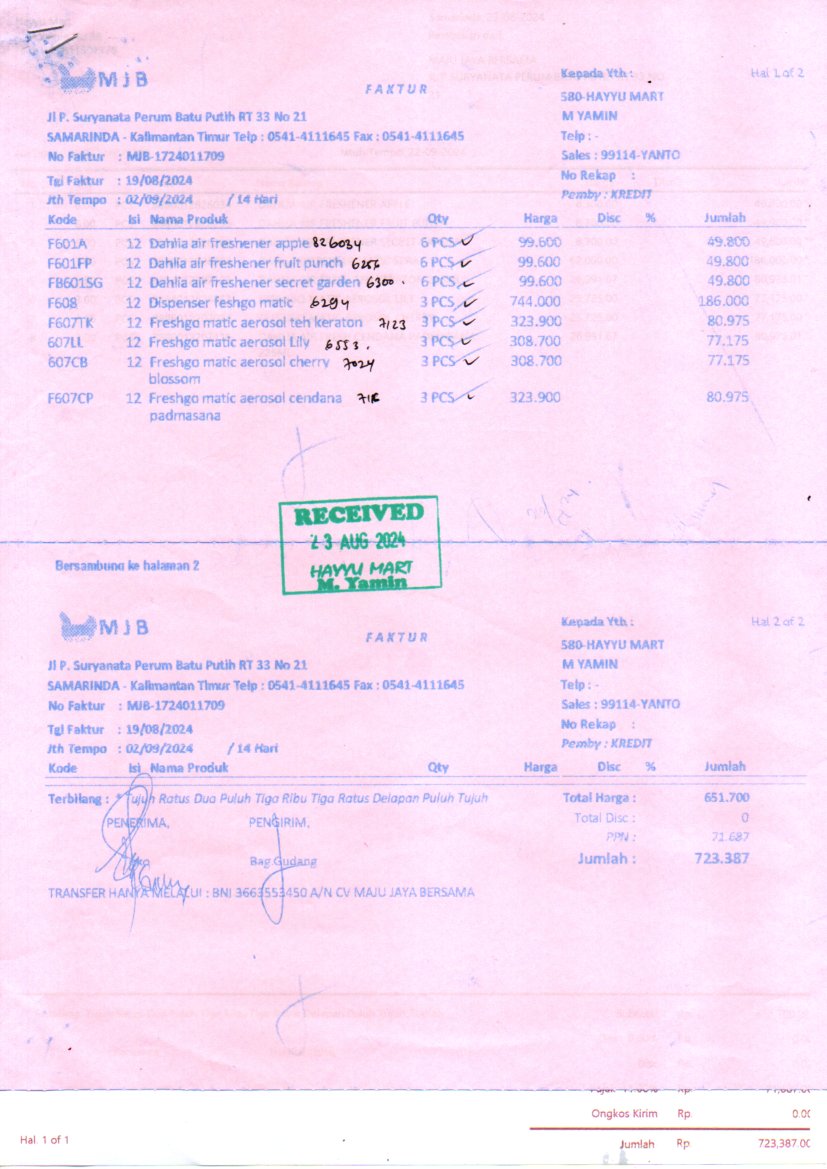 MJB
FAKTUR
Kepada Yth :
Hal 1 of 2
580-HAYYU MART
Jl P. Suryanata Perum Batu Putih RT 33 No 21
M YAMIN
SAMARINDA - Kalimantan Timur Telp : 0541-4111645 Fax : 0541-4111645
Telp : -
No Faktur : MJB-1724011709
Sales : 99114-YANTO
Tgl Faktur : 19/08/2024
No Rekap :
Jth Tempo : 02/09/2024 / 14 Hari
Pemby : KREDIT
Kode Isi Nama Produk Qty Harga Disc % Jumlah
F601A 12 Dahlia air freshener apple 826034 6 PCS 99.600 49.800
F601FP 12 Dahlia air freshener fruit punch 6 PCS 99.600 49.800
FB601SG 12 Dahlia air freshener secret garden 6300 6 PCS 99.600 49.800
F608 12 Dispenser feshgo matic 6294 3 PCS 744.000 186.000
F607TK 12 Freshgo matic aerosol teh keraton 7123 3 PCS 323.900 80.975
607LL 12 Freshgo matic aerosol Lily 6553 3 PCS 308.700 77.175
607CB 12 Freshgo matic aerosol cherry 7024 3 PCS 308.700 77.175
blossom
F607CP 12 Freshgo matic aerosol cendana 3 PCS 323.900 80.975
padmasana
RECEIVED
23 AUG 2024
HAYYU MART
M. Yamin
Bersambung ke halaman 2
MJB
FAKTUR
Kepada Yth :
Hal 2 of 2
580-HAYYU MART
Jl P. Suryanata Perum Batu Putih RT 33 No 21
M YAMIN
SAMARINDA - Kalimantan Timur Telp : 0541-4111645 Fax : 0541-4111645
Telp : -
No Faktur : MJB-1724011709
Sales : 99114-YANTO
Tgl Faktur : 19/08/2024
No Rekap :
Jth Tempo : 02/09/2024 / 14 Hari
Pemby : KREDIT
Kode Isi Nama Produk Qty Harga Disc % Jumlah
Terbilang : * Tujuh Ratus Dua Puluh Tiga Ribu Tiga Ratus Delapan Puluh Tujuh
Total Harga : 651.700
PENERIMA, PENGIRIM,
Total Disc : 0
PPN : 71.687
Bag.Gudang
Jumlah : 723.387
TRANSFER HANYA MELALUI : BNI 3663553450 A/N CV MAJU JAYA BERSAMA
Ongkos Kirim Rp. 0.00
Hal. 1 of 1
Jumlah Rp. 723,387.00